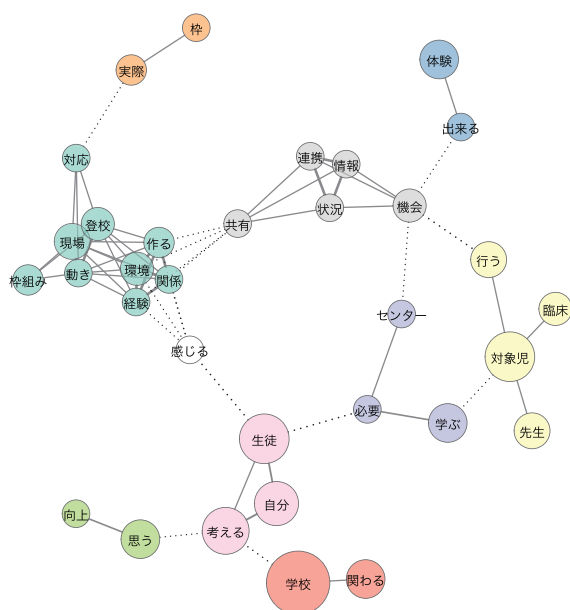 枠
実際
体験
出来る
対応
連携
情報
状況
機会
共有
登校
現場
作る
動き
環境
関係
枠組み
経験
行う
臨床
センター
感じる
対象児
必要
学ぶ
先生
生徒
自分
向上
思う
考える
学校
関わる